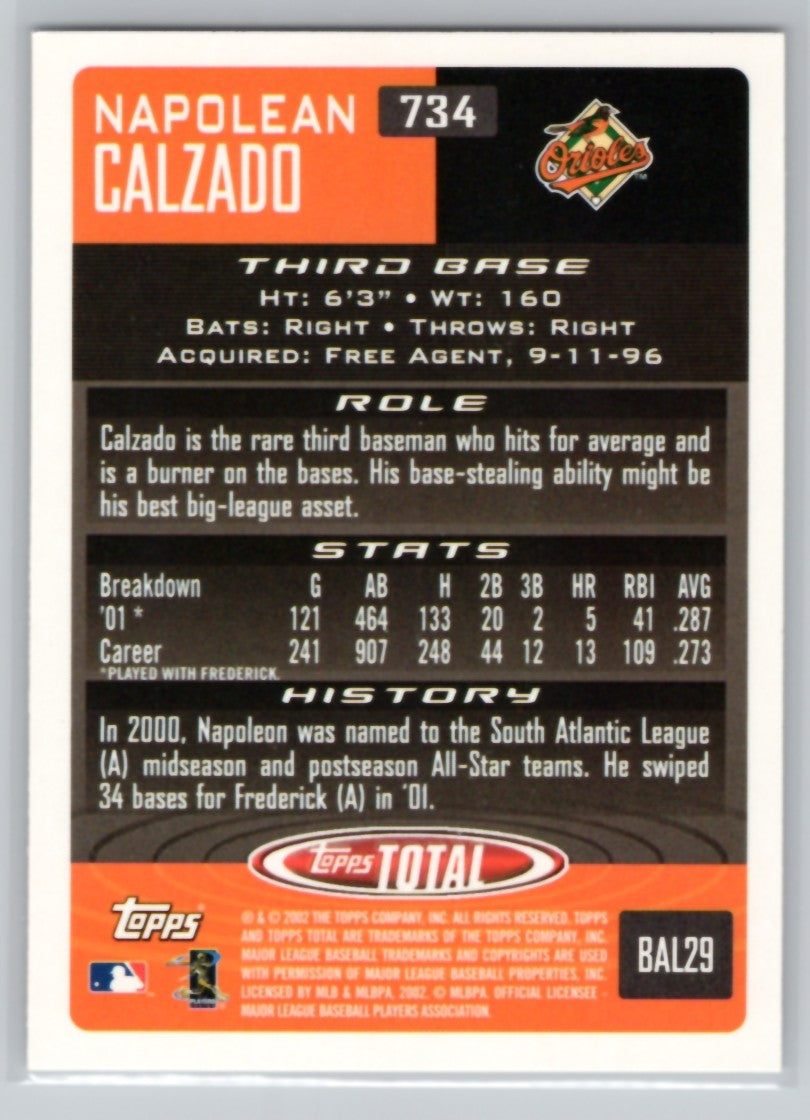 NAPOLEAN 734
CALZADO
Orioles TM
THIRD BASE
HT: 6'3" • WT: 160
BATS: RIGHT • THROWS: RIGHT
ACQUIRED: FREE AGENT, 9-11-96
ROLE
Calzado is the rare third baseman who hits for average and
is a burner on the bases. His base-stealing ability might be
his best big-league asset.
STATS
Breakdown G AB H 2B 3B HR RBI AVG
'01 * 121 464 133 20 2 5 41 .287
Career 241 907 248 44 12 13 109 .273
*PLAYED WITH FREDERICK.
HISTORY
In 2000, Napoleon was named to the South Atlantic League
(A) midseason and postseason All-Star teams. He swiped
34 bases for Frederick (A) in '01.
Topps TOTAL
Topps
® & © 2002 THE TOPPS COMPANY, INC. ALL RIGHTS RESERVED. TOPPS
AND TOPPS TOTAL ARE TRADEMARKS OF THE TOPPS COMPANY, INC.
MAJOR LEAGUE BASEBALL TRADEMARKS AND COPYRIGHTS ARE USED
WITH PERMISSION OF MAJOR LEAGUE BASEBALL PROPERTIES, INC.
LICENSED BY MLB & MLBPA, 2002. © MLBPA. OFFICIAL LICENSEE -
MAJOR LEAGUE BASEBALL PLAYERS ASSOCIATION.
PLAYERS
BAL29